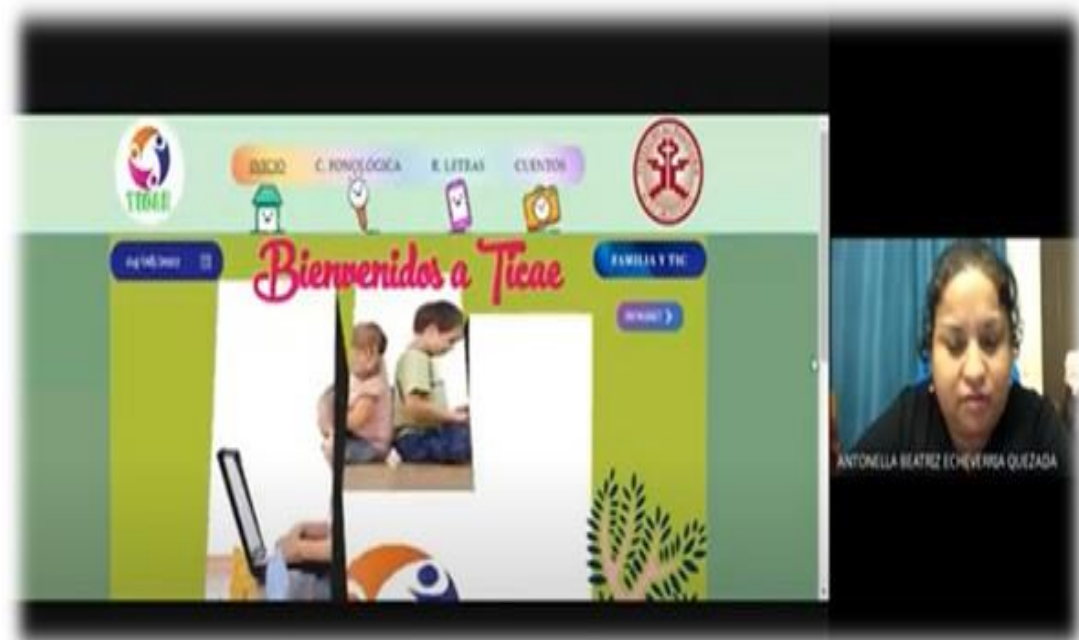 TICAE
INICIO C. FONOLÓGICA R. LETRAS CUENTOS
Bienvenidos a Ticae
FAMILIA Y TIC
ANTONELLA BEATRIZ ECHEVERRIA QUEZADA